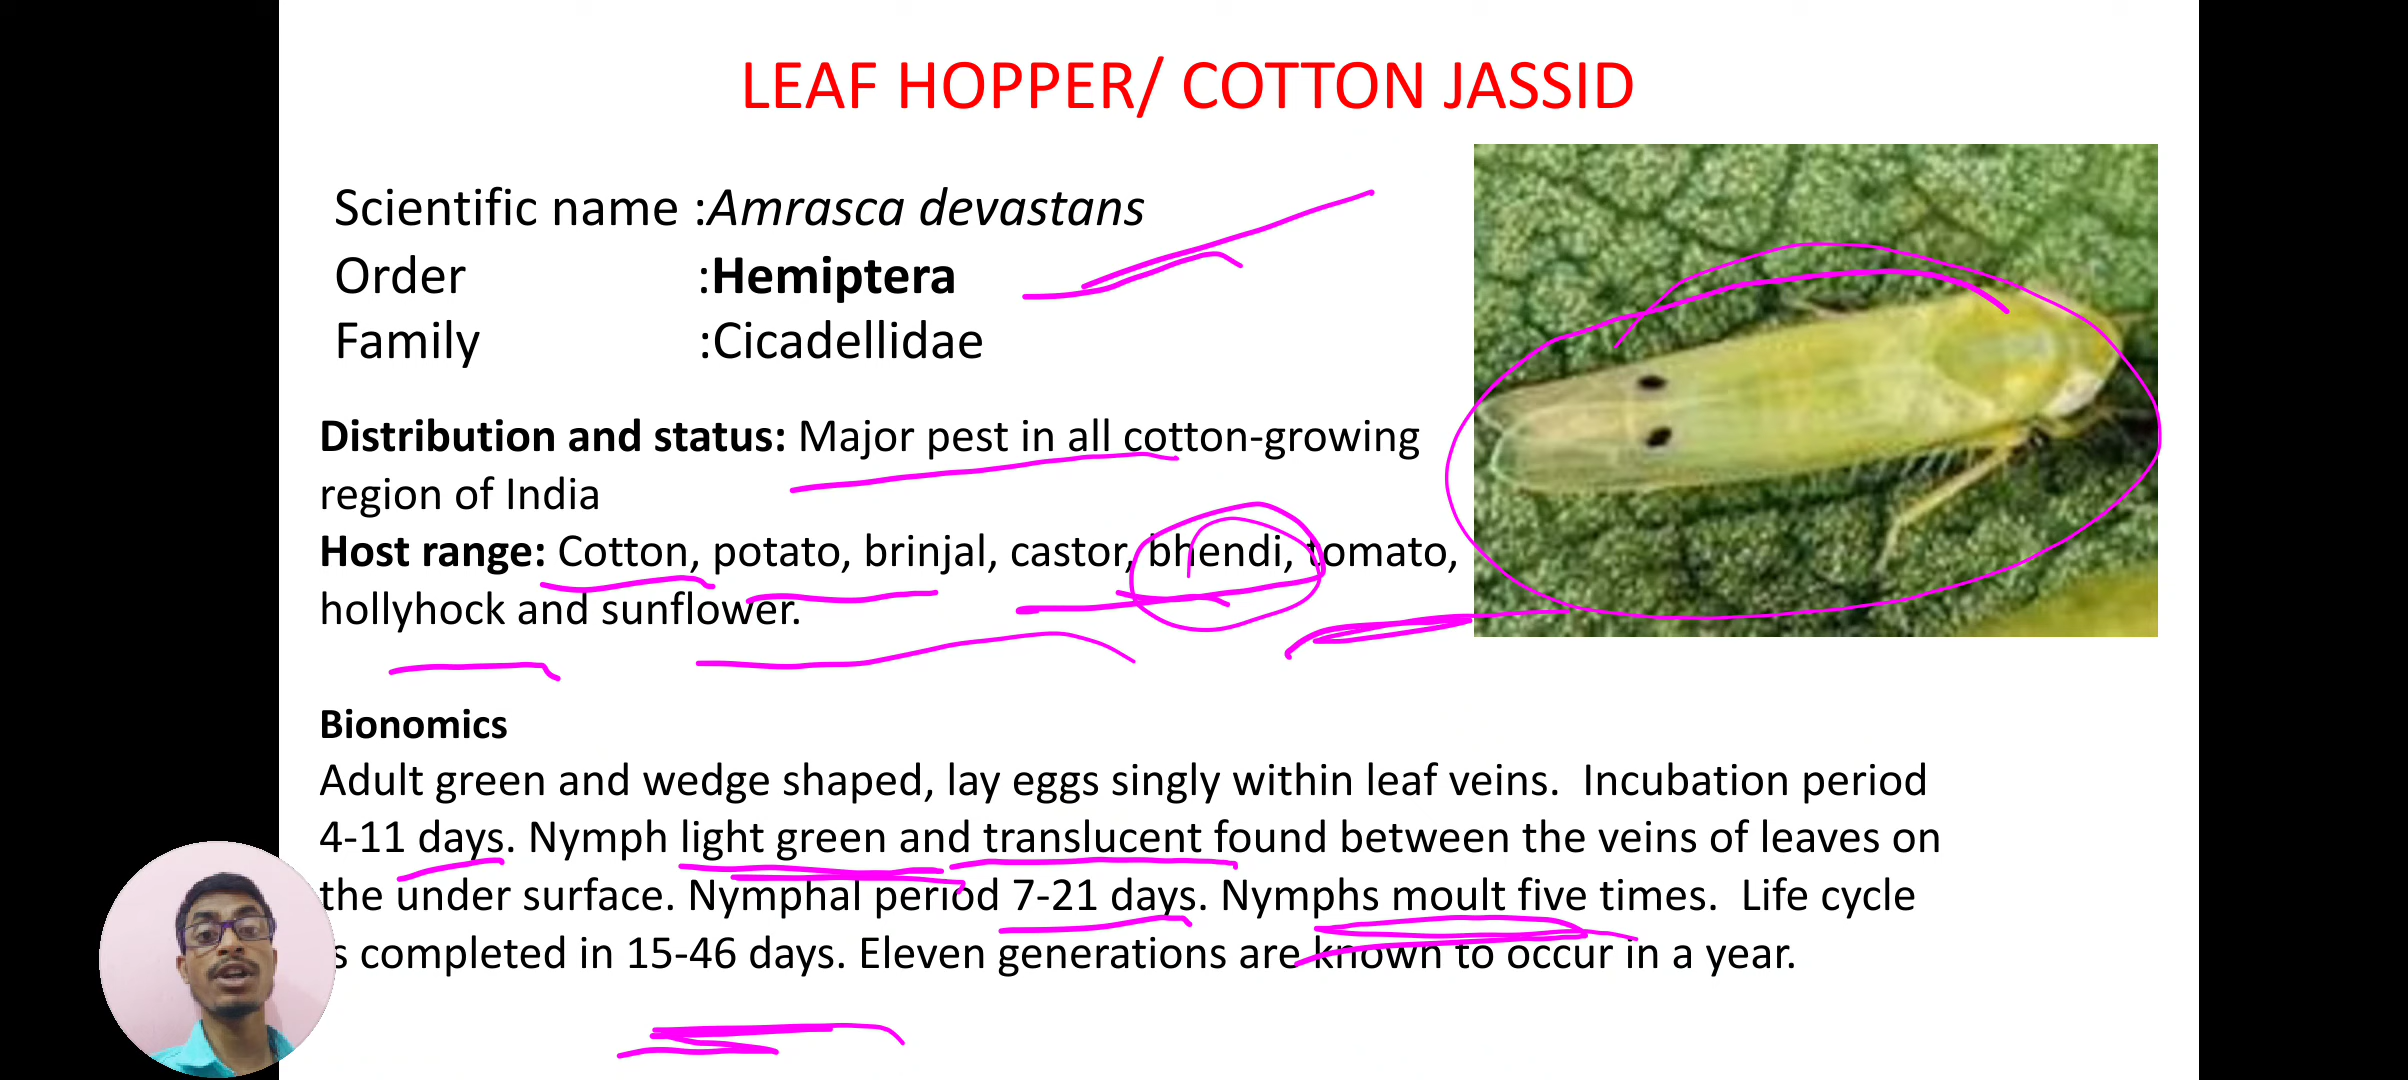 LEAF HOPPER/ COTTON JASSID
Scientific name :Amrasca devastans
Order :Hemiptera
Family :Cicadellidae
Distribution and status: Major pest in all cotton-growing
region of India
Host range: Cotton, potato, brinjal, castor, bhendi, tomato,
hollyhock and sunflower.
Bionomics
Adult green and wedge shaped, lay eggs singly within leaf veins. Incubation period
4-11 days. Nymph light green and translucent found between the veins of leaves on
the under surface. Nymphal period 7-21 days. Nymphs moult five times. Life cycle
s completed in 15-46 days. Eleven generations are known to occur in a year.